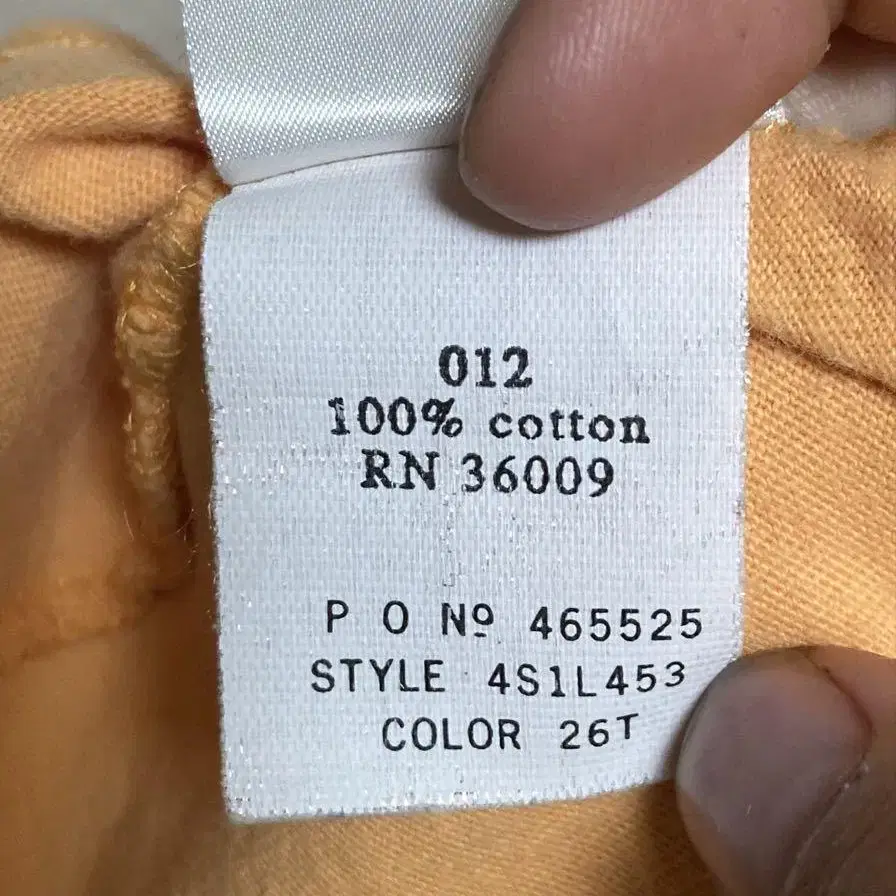 012
100% cotton
RN 36009
P O Nº 465525
STYLE 4S1L453
COLOR 26T